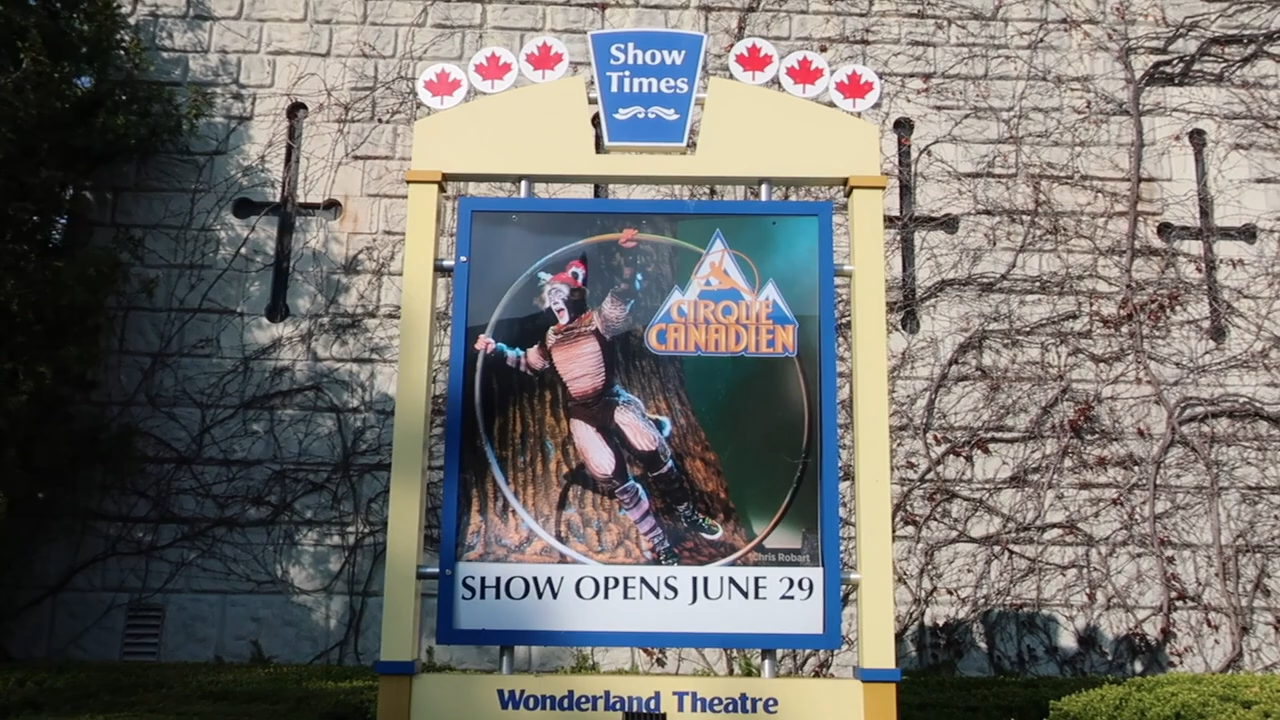 Show
Times
CIRQUE
CANADIEN
Chris Robart
SHOW OPENS JUNE 29
Wonderland Theatre